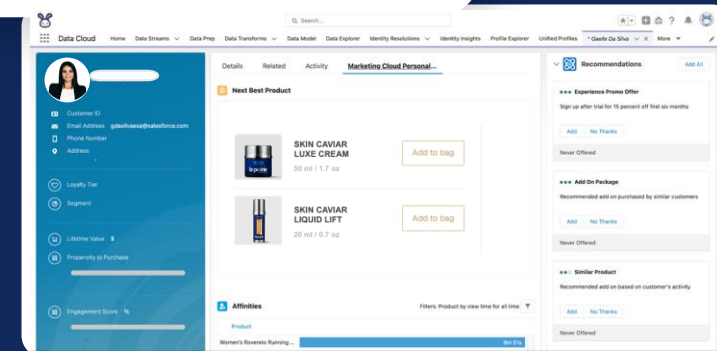 Search...
Data Cloud
Home
Data Streams
Data Prep
Data Transforms
Data Model
Data Explorer
Identity Resolutions
Identity Insights
Profile Explorer
Unified Profiles
* Gaelle Da Silva
More
Customer ID
Email Address gdasilvaesa@salesforce.com
Phone Number
Address
Loyalty Tier
Segment
Lifetime Value $
Propensity to Purchase
Engagement Score %
Details
Related
Activity
Marketing Cloud Personal...
Next Best Product
SKIN CAVIAR
LUXE CREAM
50 ml / 1.7 oz
Add to bag
la prairie
SKIN CAVIAR
LIQUID LIFT
20 ml / 0.7 oz
Add to bag
Affinities
Filters: Product by view time for all time
Product
Women's Rovereto Running ...
9m 51s
Recommendations
Add All
Experience Promo Offer
Sign up after trial for 15 percent off first six months
Add
No Thanks
Never Offered
Add On Package
Recommended add on purchased by similar customers
Add
No Thanks
Never Offered
Similar Product
Recommended add on based on customer's activity
Add
No Thanks
Never Offered